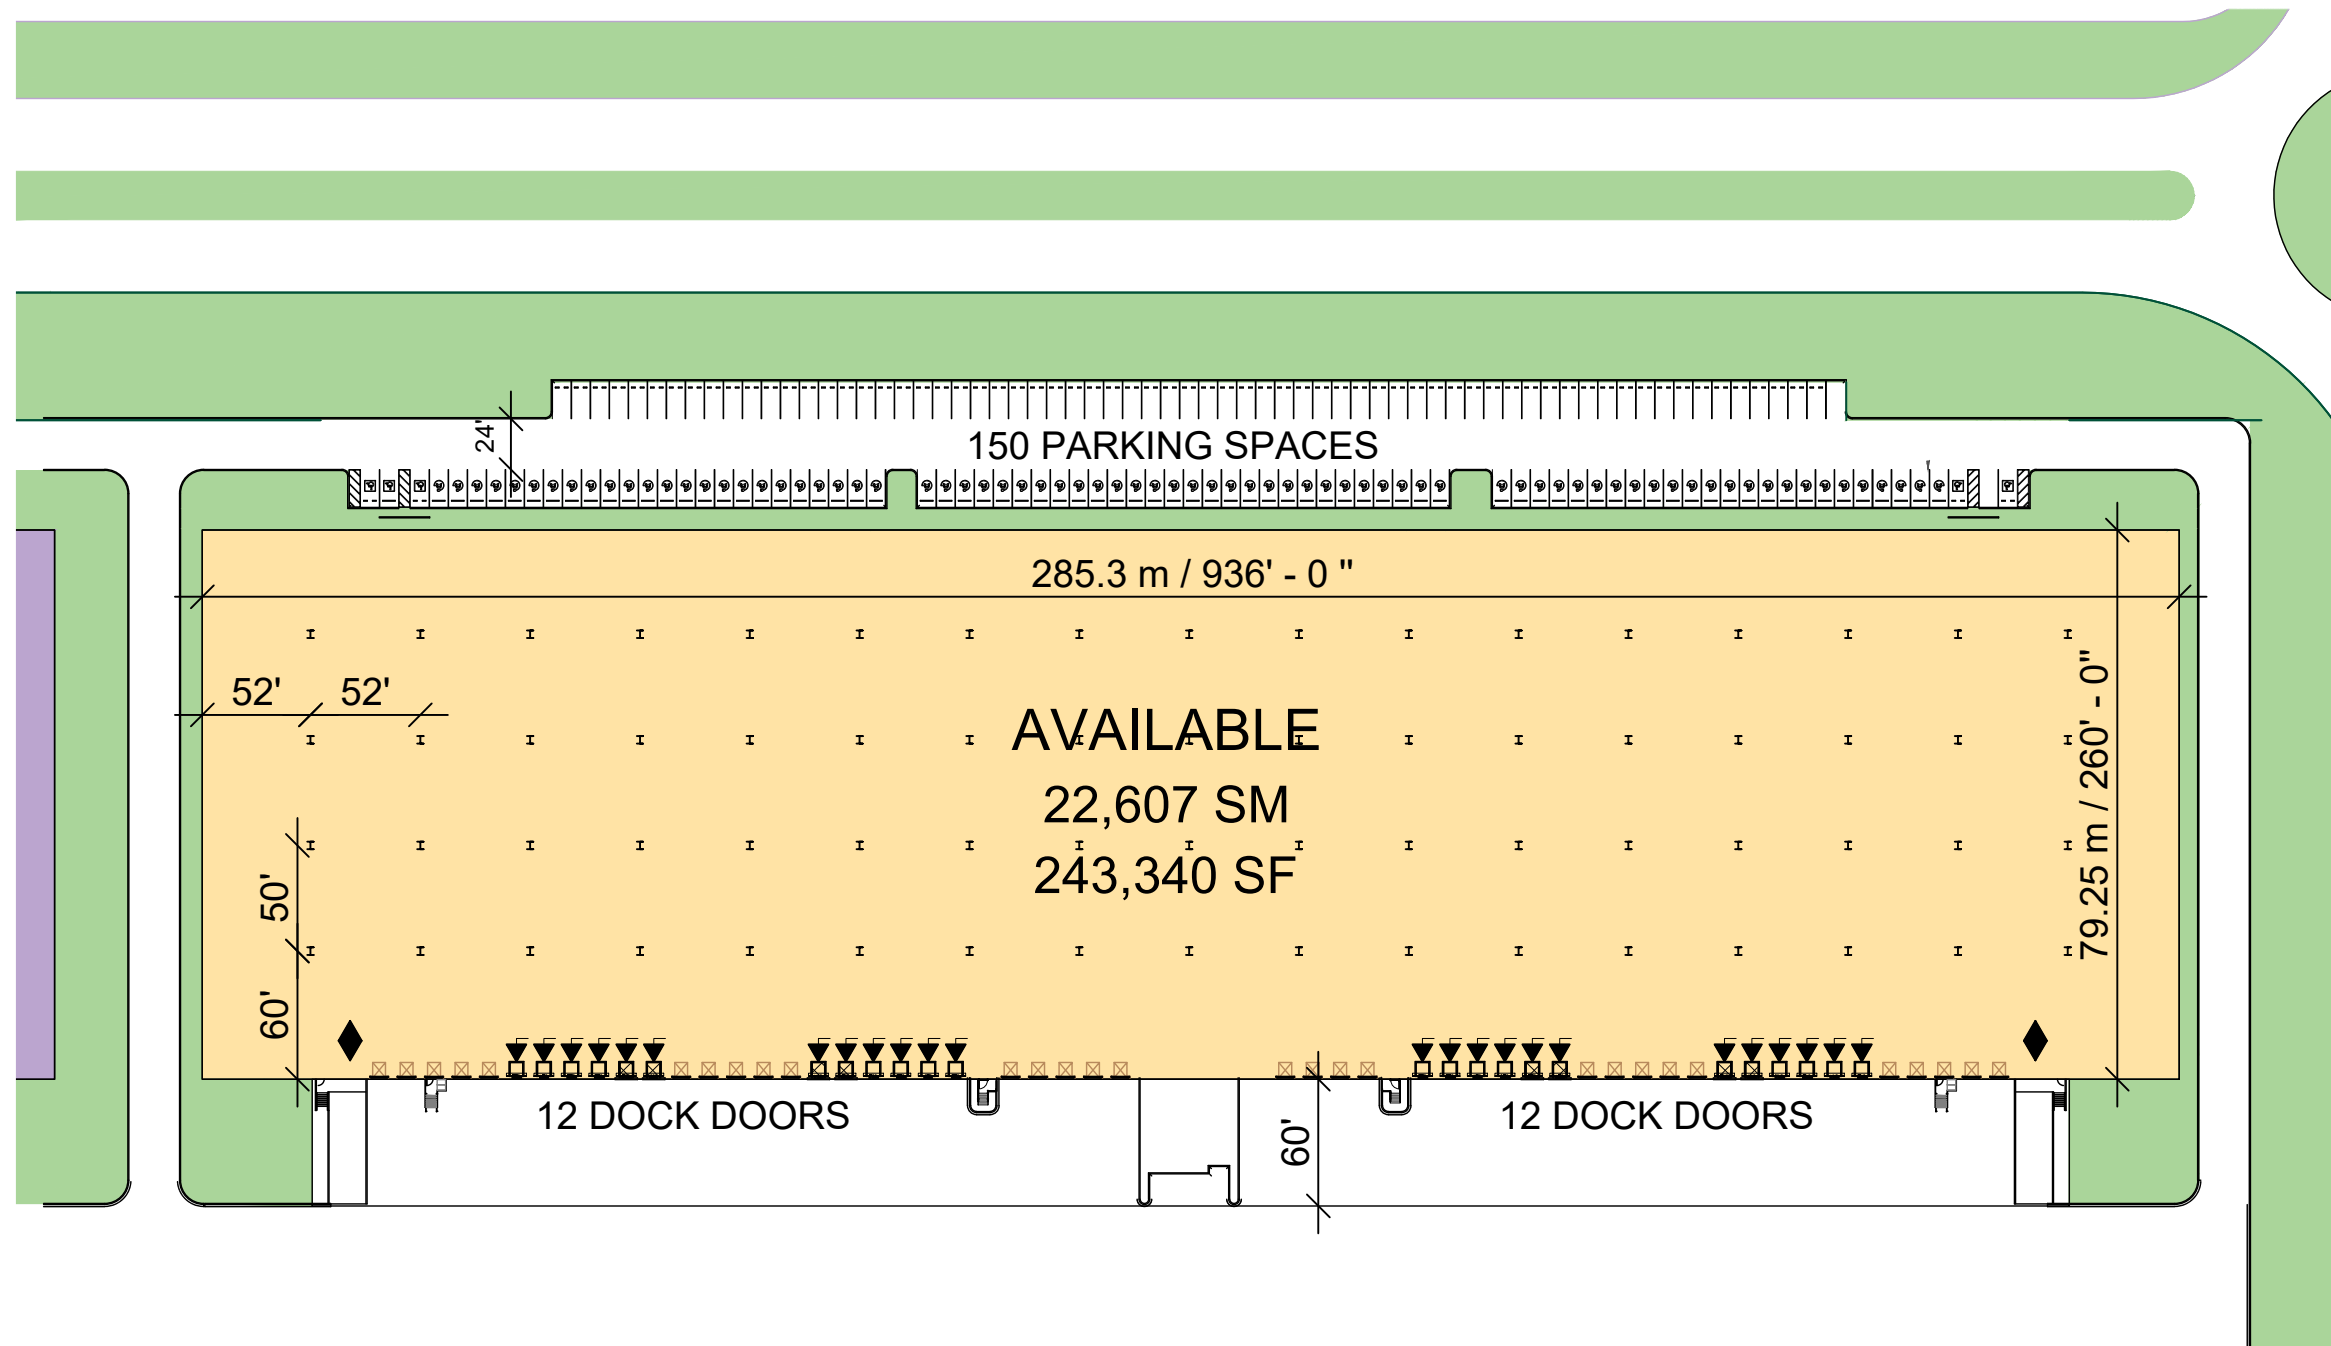 24'
150 PARKING SPACES
285.3 m / 936' - 0 "
52'
52'
AVAILABLE
22,607 SM
243,340 SF
79.25 m / 260' - 0"
50'
60'
12 DOCK DOORS
12 DOCK DOORS
60'